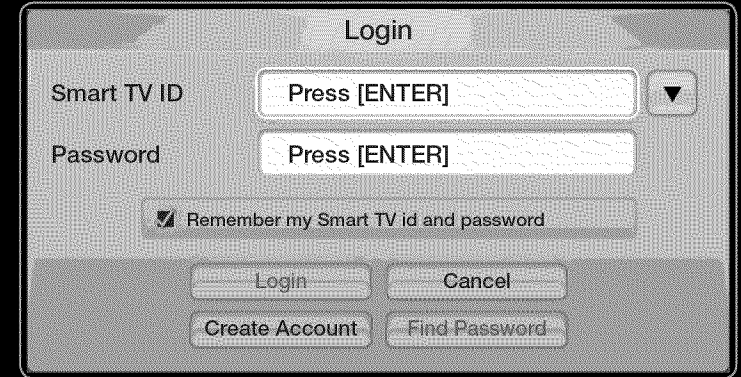 Login
Smart TV ID Press [ENTER] ▼
Password Press [ENTER]
Remember my Smart TV id and password
Login Cancel
Create Account Find Password